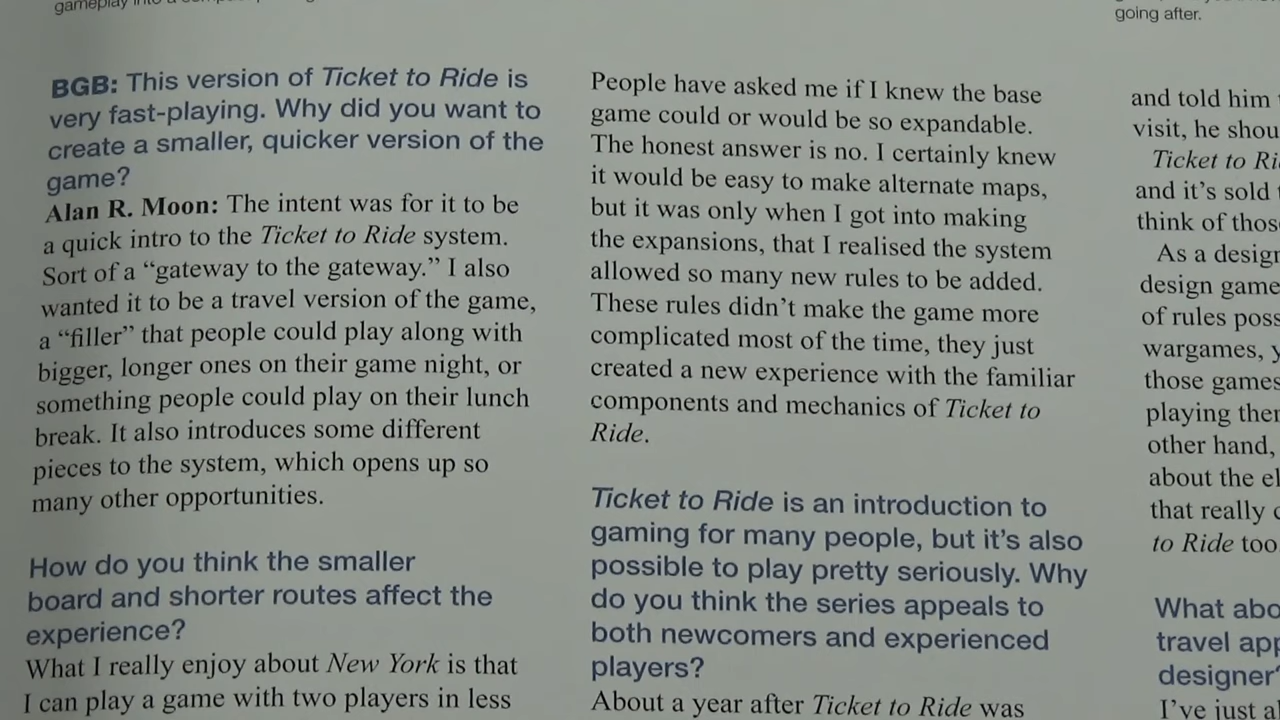 gameplay into a
BGB: This version of Ticket to Ride is
very fast-playing. Why did you want to
create a smaller, quicker version of the
game?
Alan R. Moon: The intent was for it to be
a quick intro to the Ticket to Ride system.
Sort of a “gateway to the gateway.” I also
wanted it to be a travel version of the game,
a “filler” that people could play along with
bigger, longer ones on their game night, or
something people could play on their lunch
break. It also introduces some different
pieces to the system, which opens up so
many other opportunities.
How do you think the smaller
board and shorter routes affect the
experience?
What I really enjoy about New York is that
I can play a game with two players in less
People have asked me if I knew the base
game could or would be so expandable.
The honest answer is no. I certainly knew
it would be easy to make alternate maps,
but it was only when I got into making
the expansions, that I realised the system
allowed so many new rules to be added.
These rules didn’t make the game more
complicated most of the time, they just
created a new experience with the familiar
components and mechanics of Ticket to
Ride.
Ticket to Ride is an introduction to
gaming for many people, but it’s also
possible to play pretty seriously. Why
do you think the series appeals to
both newcomers and experienced
players?
About a year after Ticket to Ride was
going after.
and told him
visit, he shou
Ticket to Ri
and it’s sold
think of thos
As a design
design game
of rules poss
wargames, y
those games
playing ther
other hand,
about the el
that really
to Ride too
What abo
travel app
designer’
I’ve just al